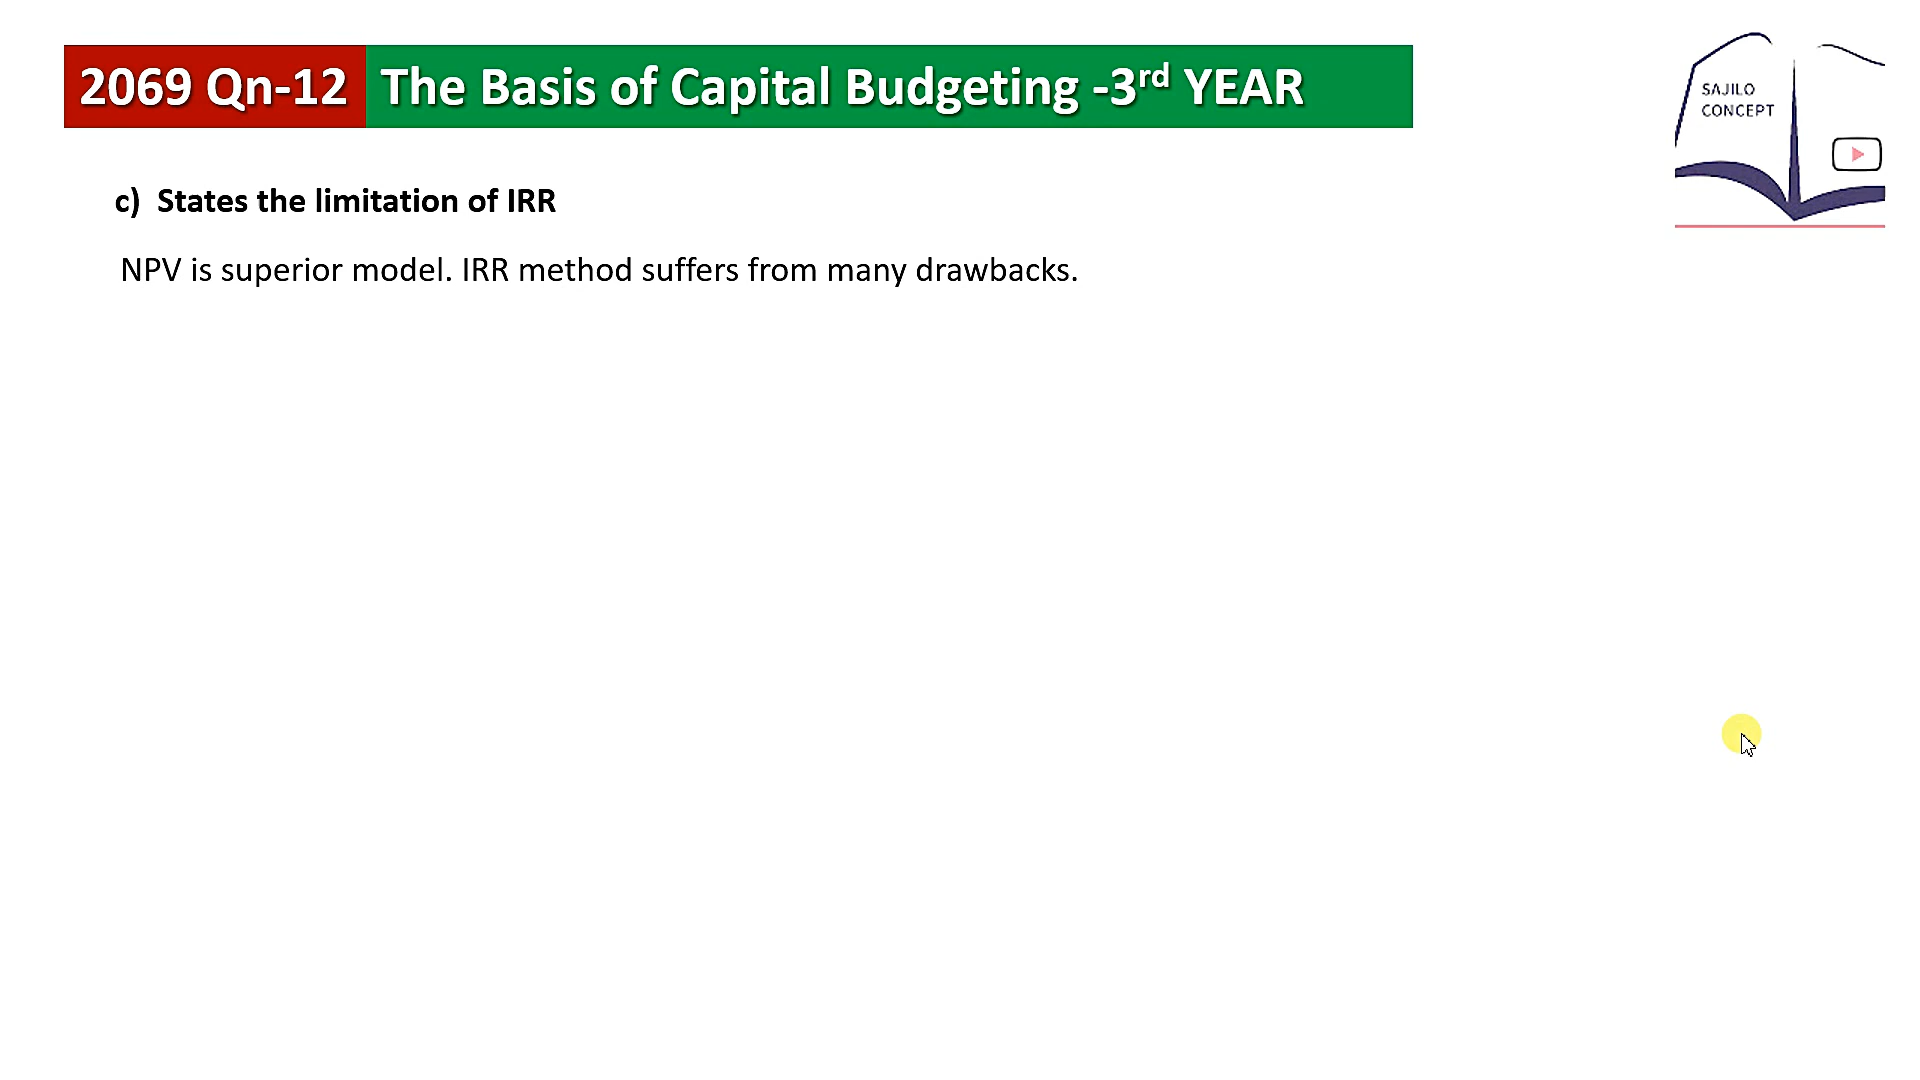 2069 Qn-12 The Basis of Capital Budgeting -3rd YEAR
SAJILO
CONCEPT
c) States the limitation of IRR
NPV is superior model. IRR method suffers from many drawbacks.